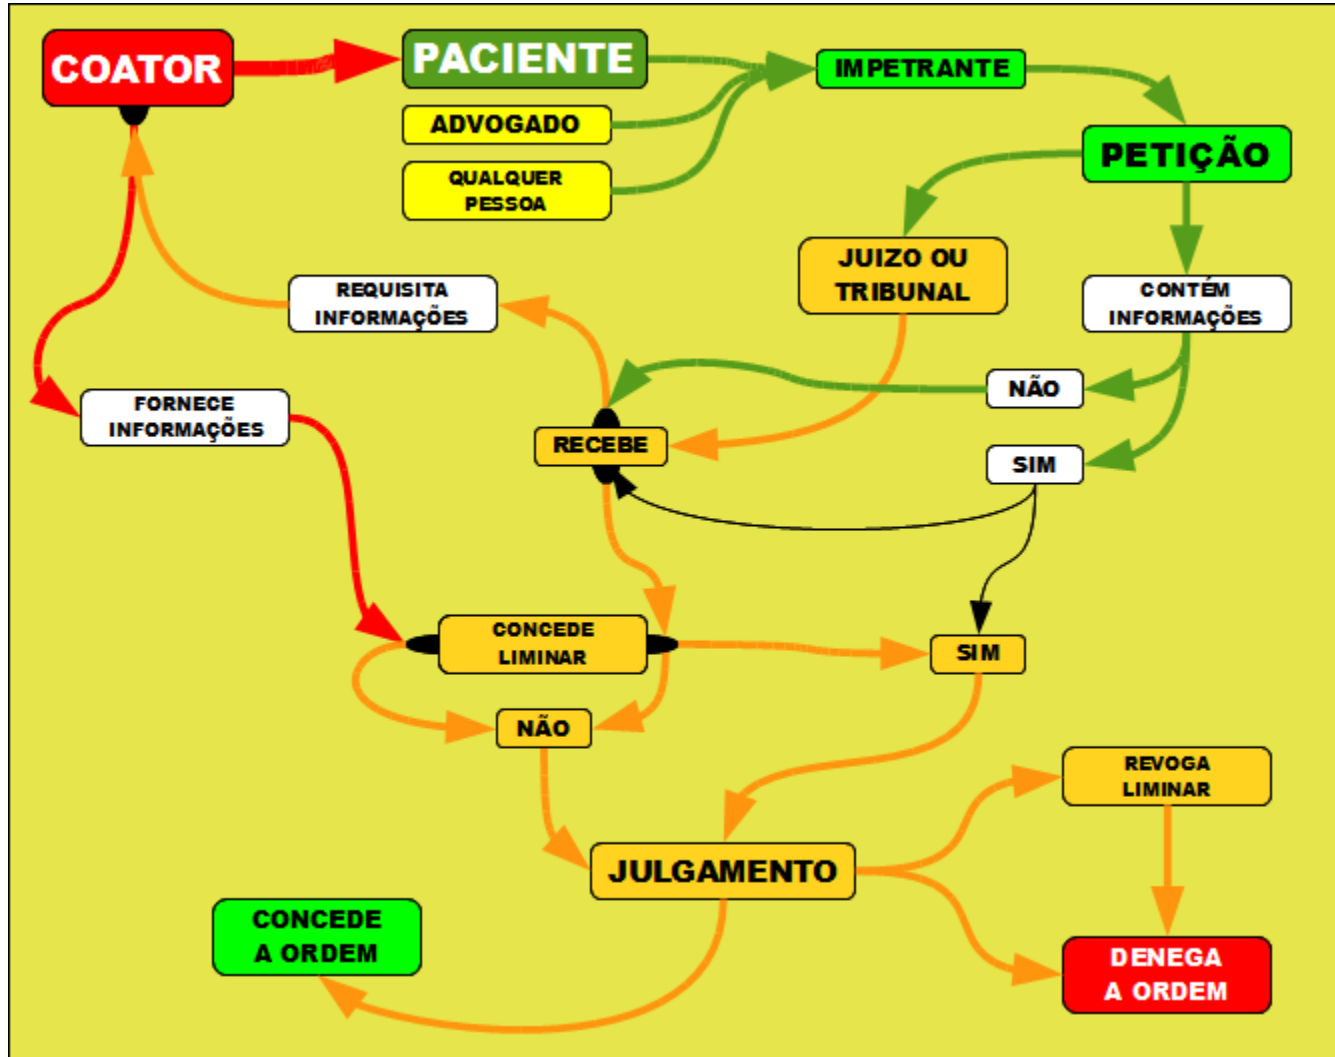 COATOR
PACIENTE
IMPETRANTE
ADVOGADO
QUALQUER
PESSOA
PETIÇÃO
JUIZO OU
TRIBUNAL
REQUISITA
INFORMAÇÕES
CONTÉM
INFORMAÇÕES
NÃO
FORNECE
INFORMAÇÕES
RECEBE
SIM
CONCEDE
LIMINAR
SIM
NÃO
REVOGA
LIMINAR
JULGAMENTO
CONCEDE
A ORDEM
DENEGA
A ORDEM